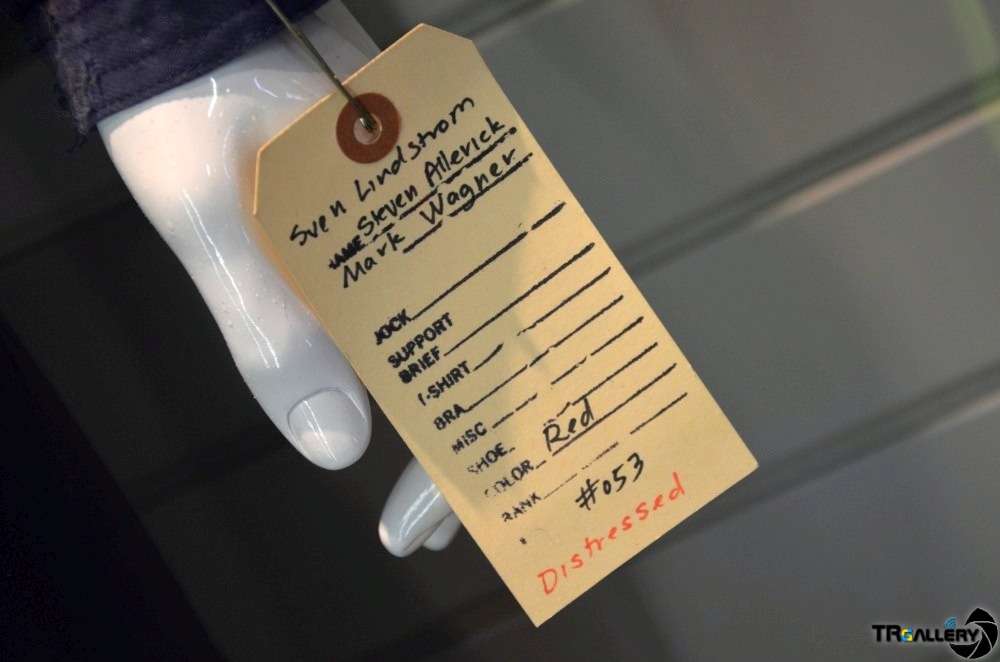 Sven Lindstrom
NAME Steven Allerick
Mark Wagner
JOCK
SUPPORT
BRIEF
T-SHIRT
BRA
MISC
SHOE
COLOR Red
RANK
#053
Distressed
TRGALLERY